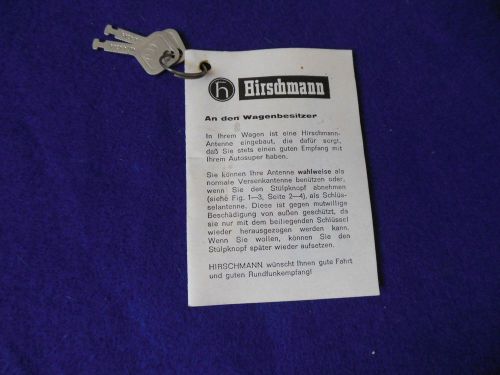 h Hirschmann
An den Wagenbesitzer
In Ihrem Wagen ist eine Hirschmann-
Antenne eingebaut, die dafür sorgt,
daß Sie stets einen guten Empfang mit
Ihrem Autosuper haben.
Sie können Ihre Antenne wahlweise als
normale Versenkantenne benützen oder,
wenn Sie den Stülpknopf abnehmen
(siehe Fig. 1—3, Seite 2—4), als Schlüs-
selantenne. Diese ist gegen mutwillige
Beschädigung von außen geschützt, da
sie nur mit dem beiliegenden Schlüssel
wieder herausgezogen werden kann.
Wenn Sie wollen, können Sie den
Stülpknopf später wieder aufsetzen.
HIRSCHMANN wünscht Ihnen gute Fahrt
und guten Rundfunkempfang!